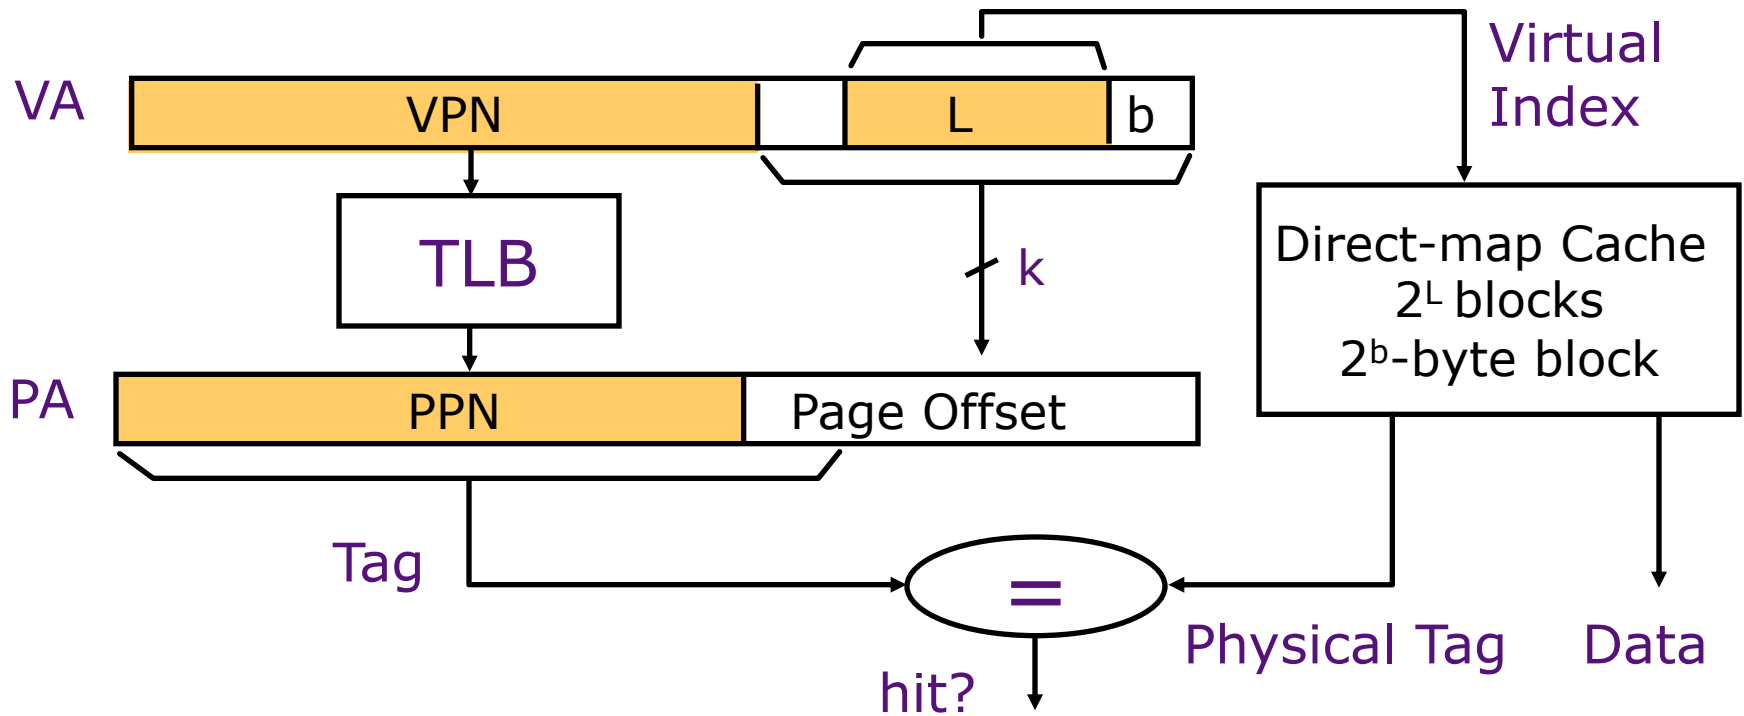 Virtual
Index
VA
VPN
L
b
TLB
k
Direct-map Cache
2ᴸ blocks
2ᵇ-byte block
PA
PPN
Page Offset
Tag
=
Physical Tag
Data
hit?